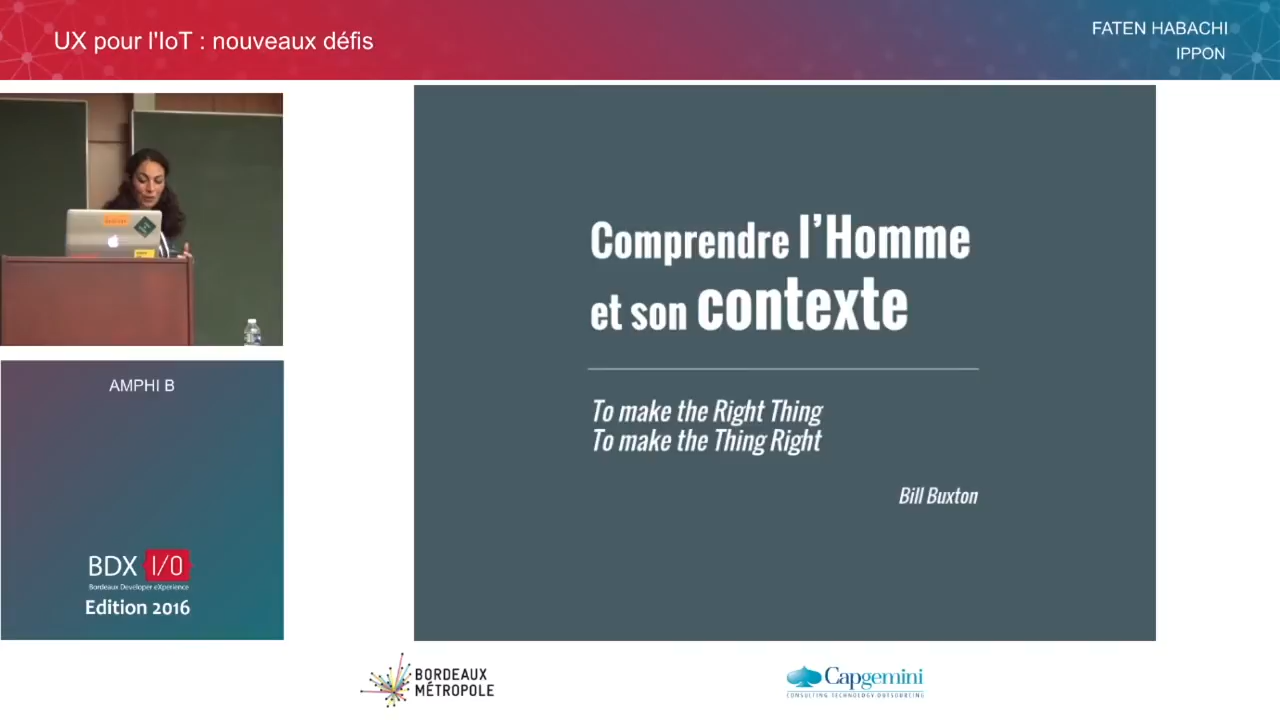 UX pour l'IoT : nouveaux défis
FATEN HABACHI
IPPON
Comprendre l'Homme
et son contexte
To make the Right Thing
To make the Thing Right
Bill Buxton
AMPHI B
BDX I/O
Bordeaux Developer eXperience
Edition 2016
BORDEAUX
MÉTROPOLE
Capgemini
CONSULTING.TECHNOLOGY.OUTSOURCING